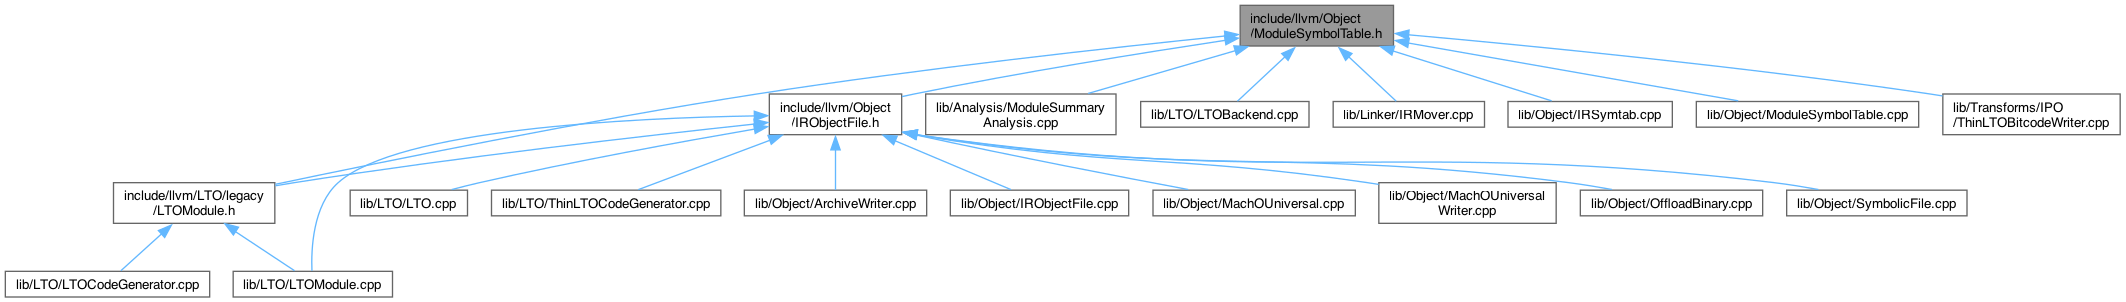 include/llvm/Object
/ModuleSymbolTable.h
include/llvm/Object
/IRObjectFile.h
lib/Analysis/ModuleSummary
Analysis.cpp
lib/LTO/LTOBackend.cpp
lib/Linker/IRMover.cpp
lib/Object/IRSymtab.cpp
lib/Object/ModuleSymbolTable.cpp
lib/Transforms/IPO
/ThinLTOBitcodeWriter.cpp
include/llvm/LTO/legacy
/LTOModule.h
lib/LTO/LTO.cpp
lib/LTO/ThinLTOCodeGenerator.cpp
lib/Object/ArchiveWriter.cpp
lib/Object/IRObjectFile.cpp
lib/Object/MachOUniversal.cpp
lib/Object/MachOUniversal
Writer.cpp
lib/Object/OffloadBinary.cpp
lib/Object/SymbolicFile.cpp
lib/LTO/LTOCodeGenerator.cpp
lib/LTO/LTOModule.cpp